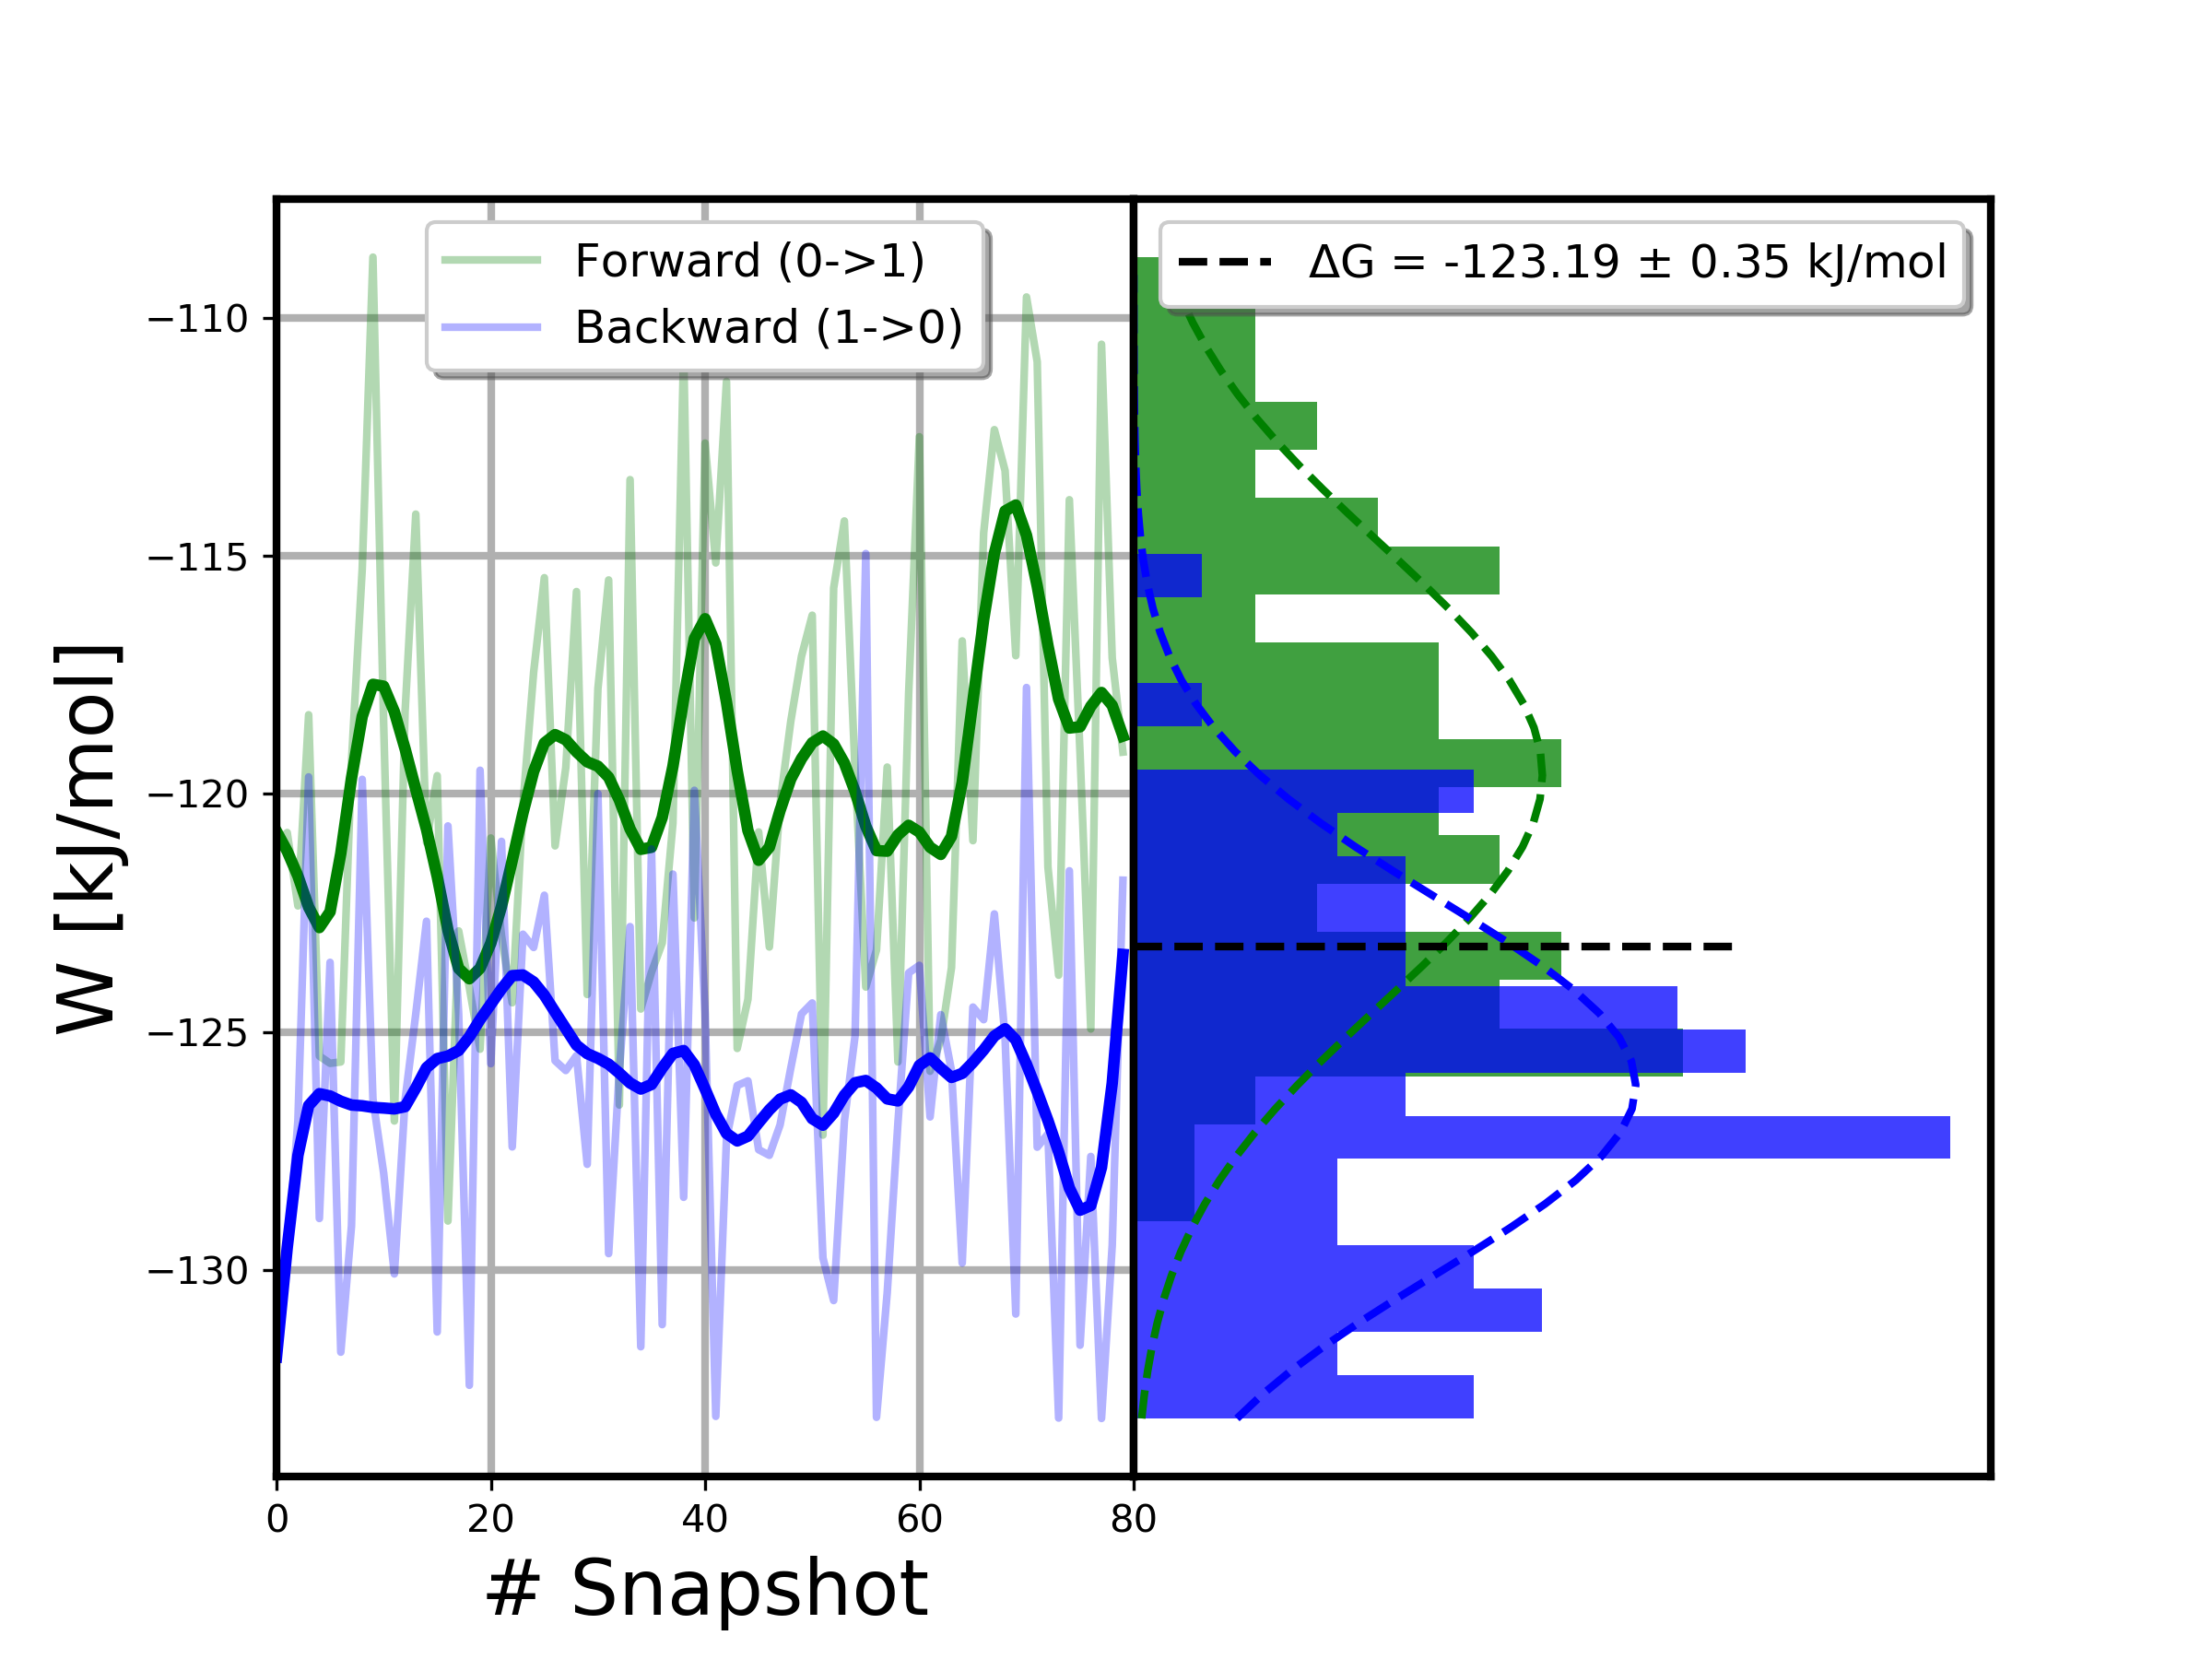 Forward (0->1)
Backward (1->0)
ΔG = -123.19 ± 0.35 kJ/mol
W [kJ/mol]
−110
−115
−120
−125
−130
0 20 40 60 80
# Snapshot